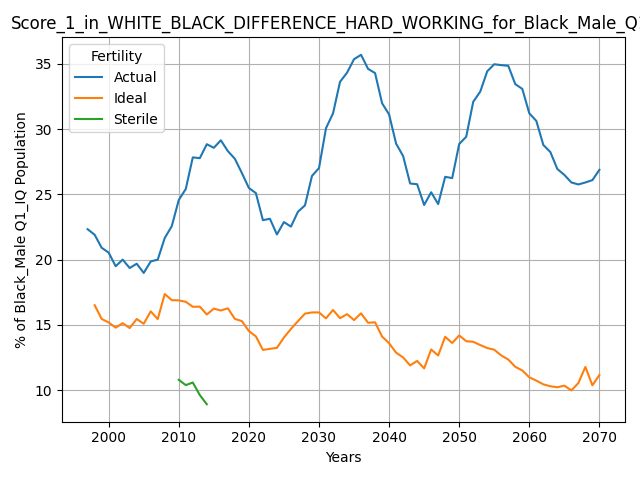 Score_1_in_WHITE_BLACK_DIFFERENCE_HARD_WORKING_for_Black_Male_Q
Fertility
Actual
Ideal
Sterile
% of Black_Male Q1_IQ Population
35
30
25
20
15
10
2000 2010 2020 2030 2040 2050 2060 2070
Years